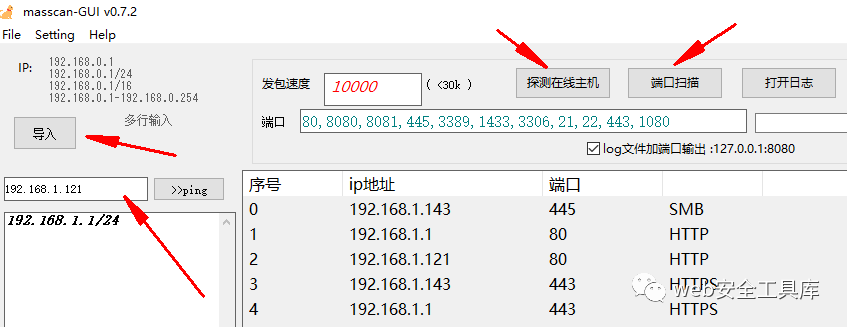 masscan-GUI v0.7.2
File Setting Help
IP:
192.168.0.1
192.168.0.1/24
192.168.0.1/16
192.168.0.1-192.168.0.254
多行输入
导入
192.168.1.121
>>ping
192.168.1.1/24
发包速度 10000 ( <30k ) 探测在线主机 端口扫描 打开日志
端口 80, 8080, 8081, 445, 3389, 1433, 3306, 21, 22, 443, 1080
log文件加端口输出 :127.0.0.1:8080
序号 ip地址 端口
0 192.168.1.143 445 SMB
1 192.168.1.1 80 HTTP
2 192.168.1.121 80 HTTP
3 192.168.1.143 443 HTTPS
4 192.168.1.1 443 HTTPS
web安全工具库